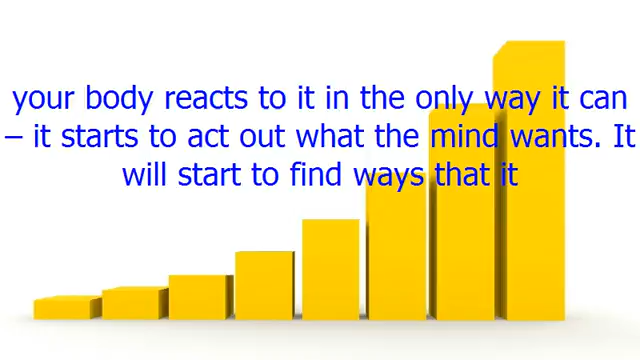 your body reacts to it in the only way it can
– it starts to act out what the mind wants. It
will start to find ways that it